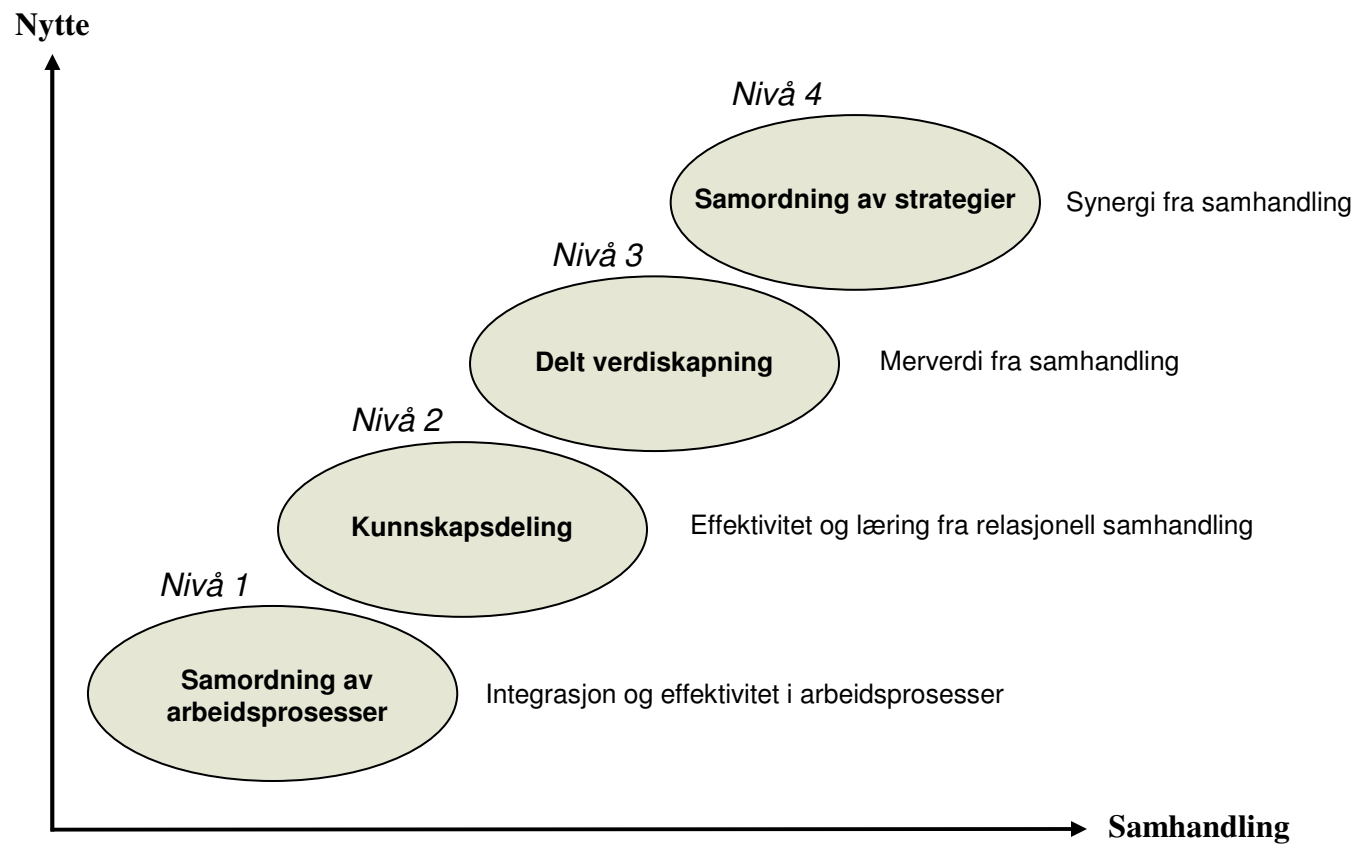 Nytte
Nivå 4
Samordning av strategier
Synergi fra samhandling
Nivå 3
Delt verdiskapning
Merverdi fra samhandling
Nivå 2
Kunnskapsdeling
Effektivitet og læring fra relasjonell samhandling
Nivå 1
Samordning av
arbeidsprosesser
Integrasjon og effektivitet i arbeidsprosesser
Samhandling